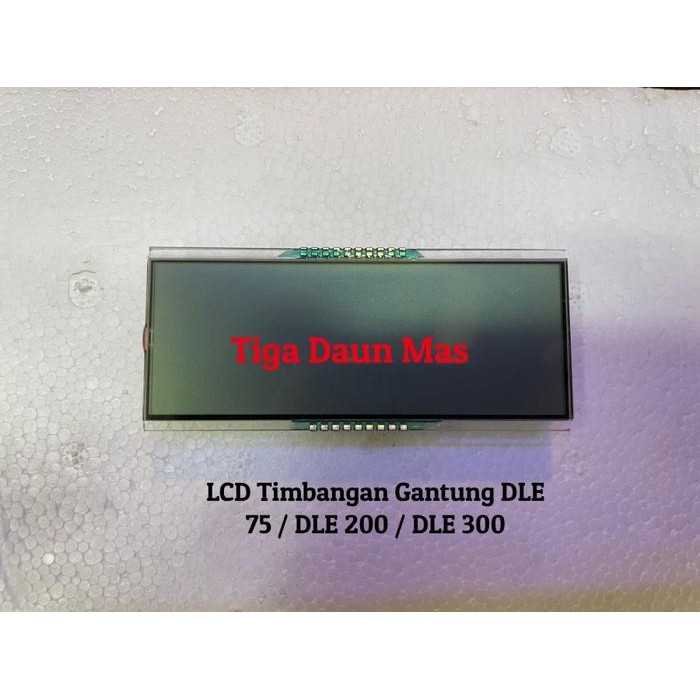 Tiga Daun Mas
LCD Timbangan Gantung DLE
75 / DLE 200 / DLE 300